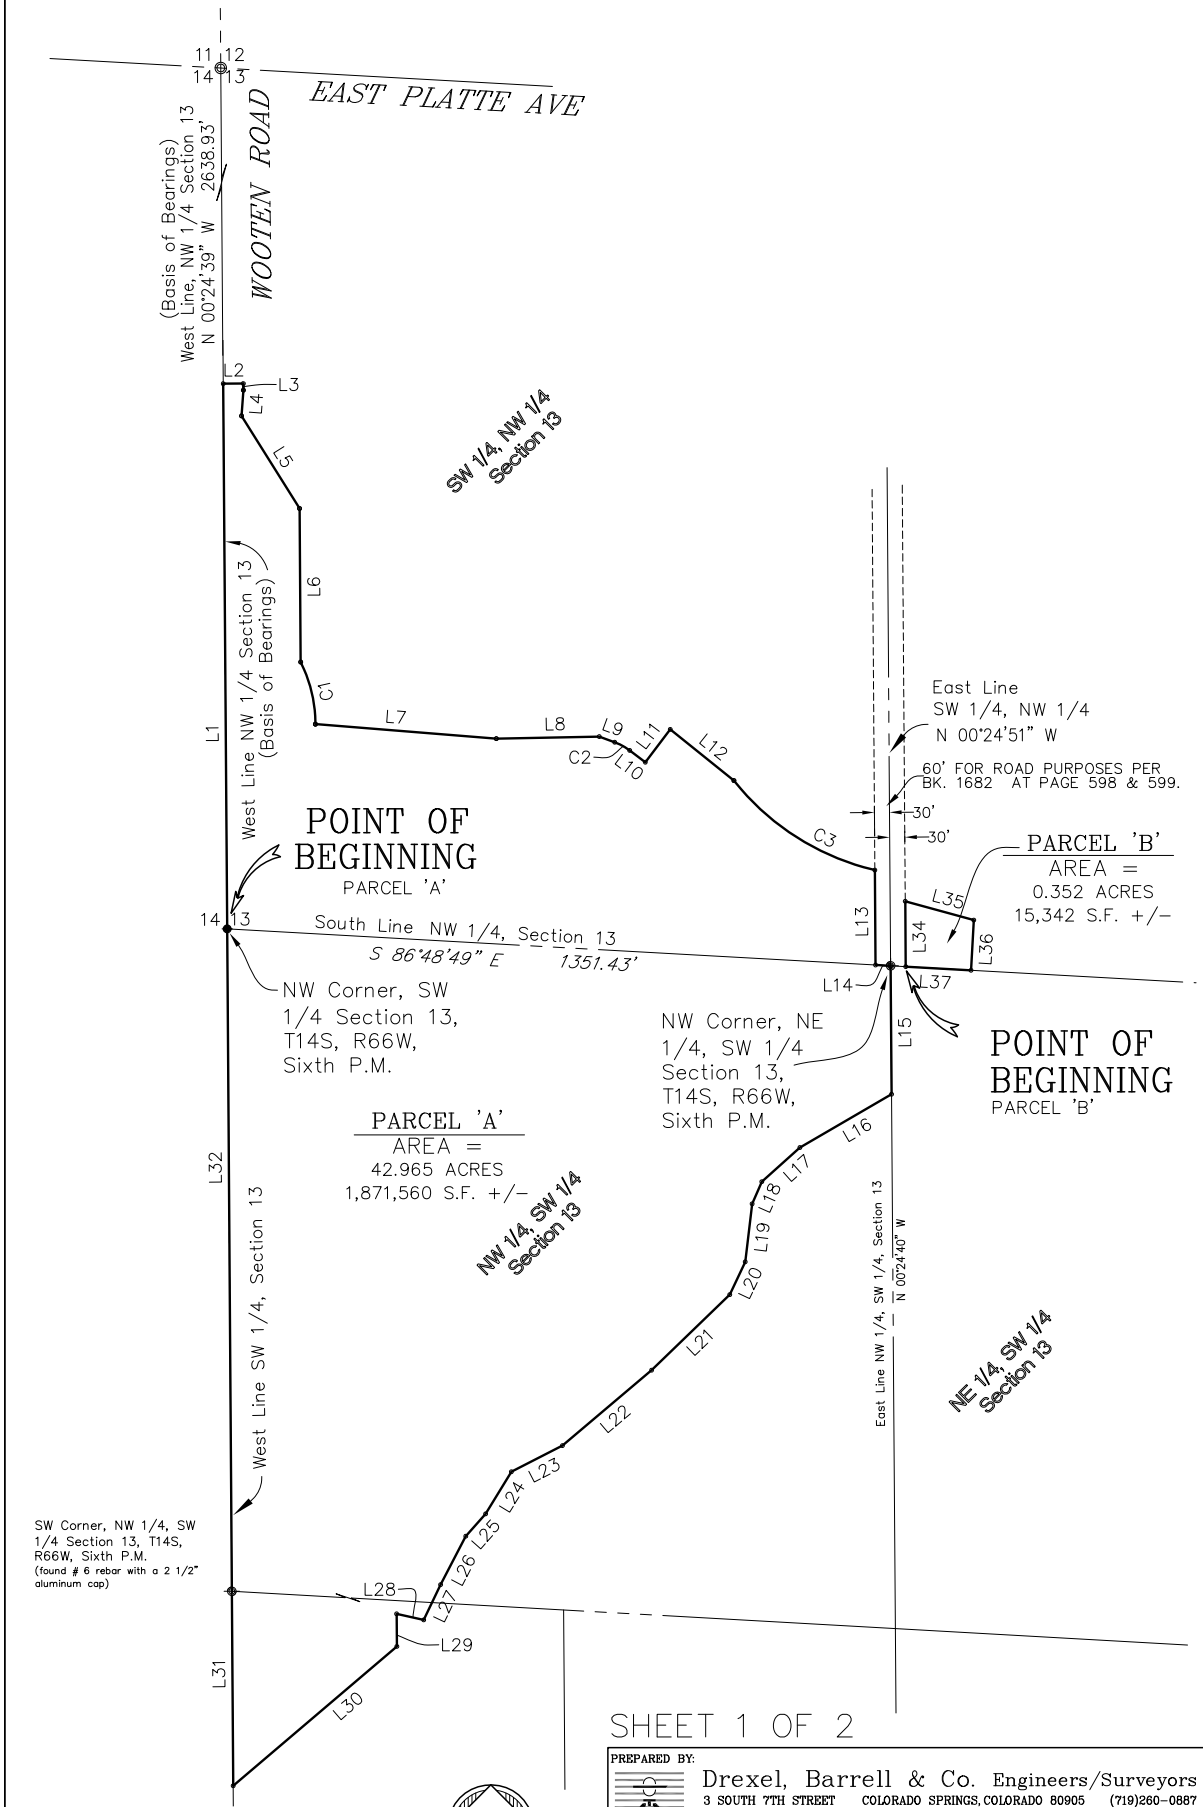 11 12
14 13
EAST PLATTE AVE
WOOTEN ROAD
(Basis of Bearings)
West Line, NW 1/4 Section 13
N 00°24'39" W 2638.93'
L2
L3
L4
L5
SW 1/4, NW 1/4
Section 13
L6
West Line NW 1/4 Section 13
(Basis of Bearings)
L1
C1
L7
L8
L9
C2
L10
L11
L12
C3
East Line
SW 1/4, NW 1/4
N 00°24'51" W
60' FOR ROAD PURPOSES PER
BK. 1682 AT PAGE 598 & 599.
30'
30'
PARCEL 'B'
AREA =
0.352 ACRES
15,342 S.F. +/-
POINT OF
BEGINNING
PARCEL 'A'
14 13
South Line NW 1/4, Section 13
S 86°48'49" E 1351.43'
L13
L14
L34
L35
L36
L37
L15
NW Corner, SW
1/4 Section 13,
T14S, R66W,
Sixth P.M.
NW Corner, NE
1/4, SW 1/4
Section 13,
T14S, R66W,
Sixth P.M.
POINT OF
BEGINNING
PARCEL 'B'
PARCEL 'A'
AREA =
42.965 ACRES
1,871,560 S.F. +/-
NW 1/4, SW 1/4
Section 13
L32
West Line SW 1/4, Section 13
L16
L17
L18
L19
L20
L21
L22
L23
L24
L25
L26
L27
L28
L29
L30
L31
East Line NW 1/4, SW 1/4, Section 13
N 00°24'40" W
NE 1/4, SW 1/4
Section 13
SW Corner, NW 1/4, SW
1/4 Section 13, T14S,
R66W, Sixth P.M.
(found # 6 rebar with a 2 1/2"
aluminum cap)
SHEET 1 OF 2
PREPARED BY:
Drexel, Barrell & Co. Engineers/Surveyors
3 SOUTH 7TH STREET COLORADO SPRINGS, COLORADO 80905 (719)260-0887